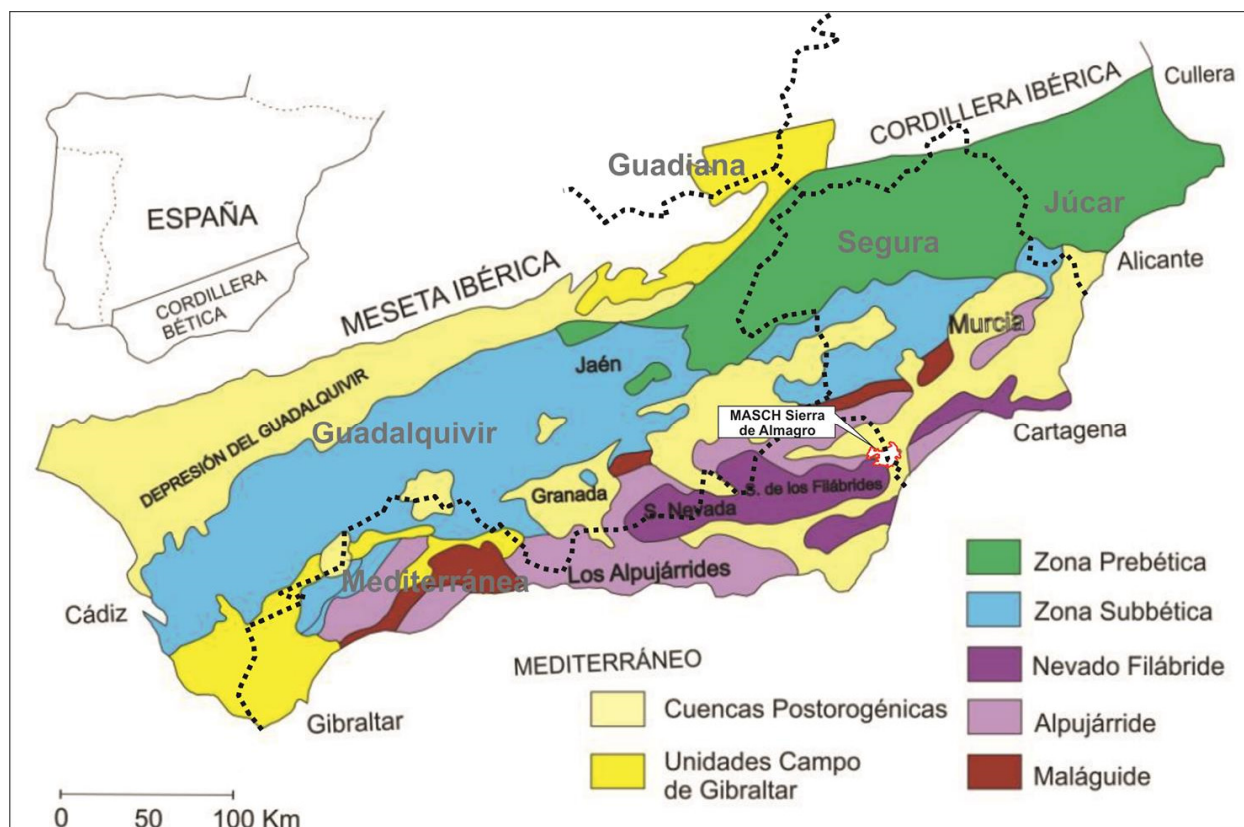 CORDILLERA IBÉRICA
Cullera
Guadiana
ESPAÑA
Júcar
Segura
CORDILLERA
BÉTICA
MESETA IBÉRICA
Alicante
Murcia
Jaén
DEPRESIÓN DEL GUADALQUIVIR
Guadalquivir
MASCH Sierra
de Almagro
Cartagena
Granada
S. de los Filábrides
S. Nevada
Mediterránea
Los Alpujárrides
Cádiz
Gibraltar
MEDITERRÁNEO
Zona Prebética
Zona Subbética
Nevado Filábride
Alpujárride
Maláguide
Cuencas Postorogénicas
Unidades Campo
de Gibraltar
0 50 100 Km